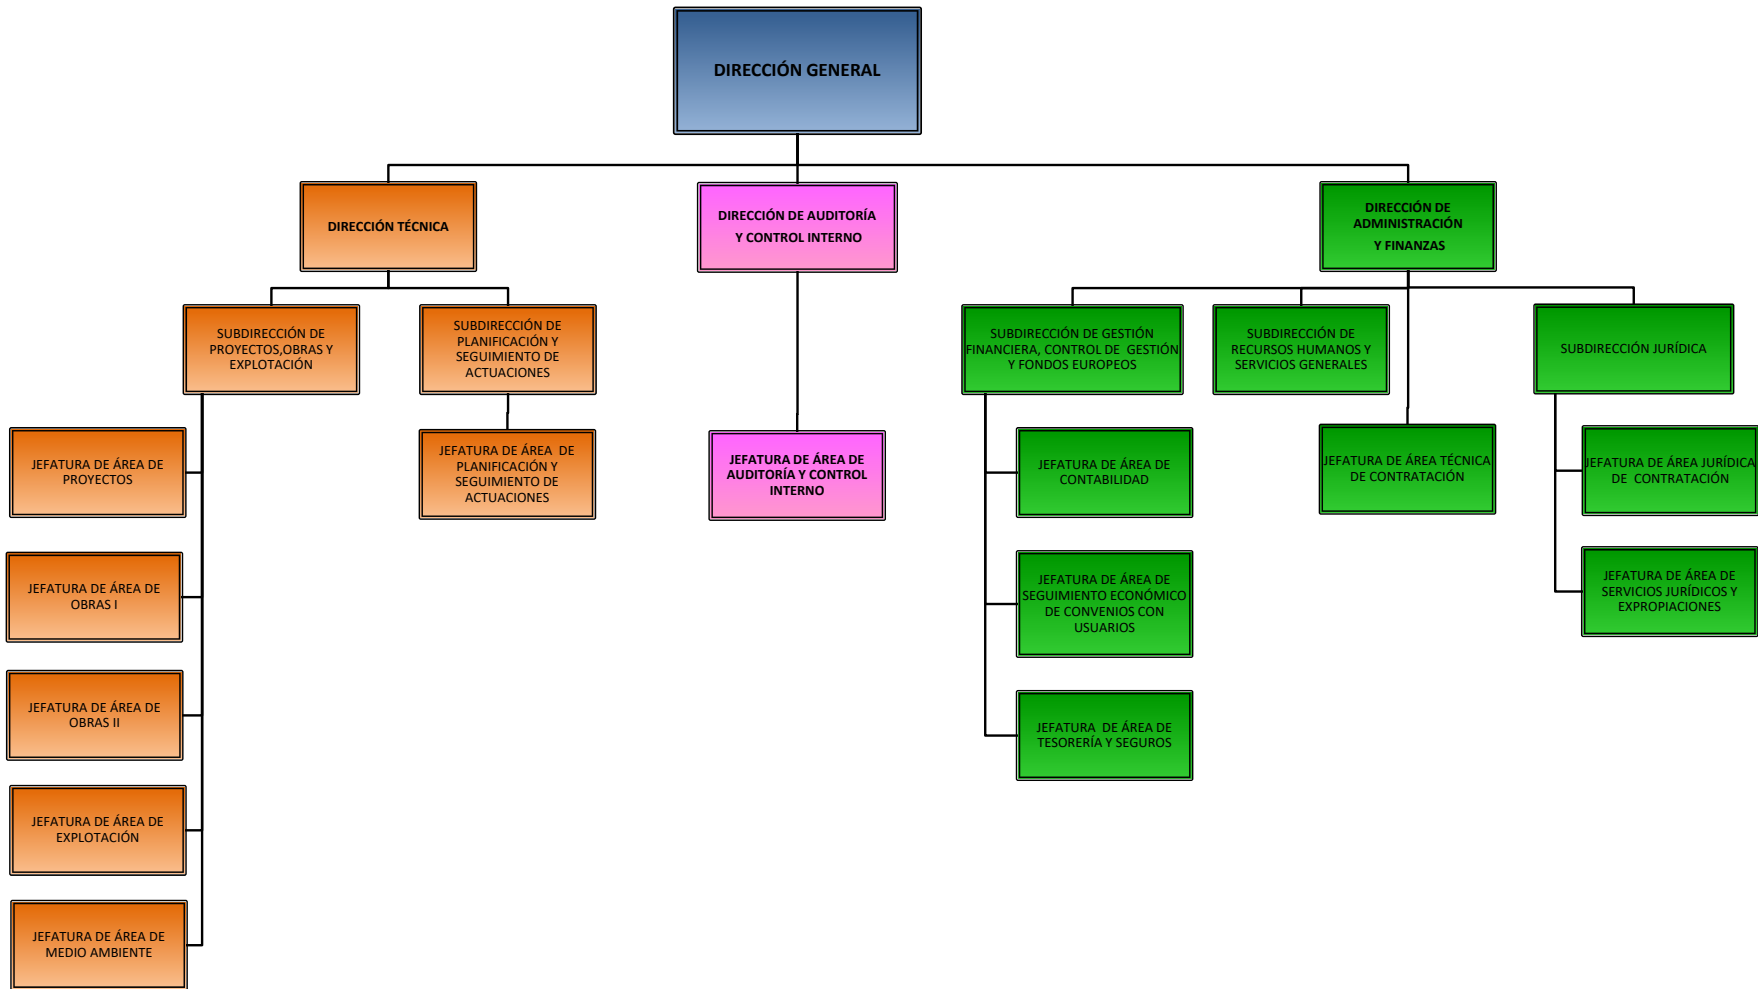 DIRECCIÓN GENERAL
DIRECCIÓN TÉCNICA
DIRECCIÓN DE AUDITORÍA
Y CONTROL INTERNO
DIRECCIÓN DE
ADMINISTRACIÓN
Y FINANZAS
SUBDIRECCIÓN DE
PROYECTOS,OBRAS Y
EXPLOTACIÓN
SUBDIRECCIÓN DE
PLANIFICACIÓN Y
SEGUIMIENTO DE
ACTUACIONES
SUBDIRECCIÓN DE GESTIÓN
FINANCIERA, CONTROL DE GESTIÓN
Y FONDOS EUROPEOS
SUBDIRECCIÓN DE
RECURSOS HUMANOS Y
SERVICIOS GENERALES
SUBDIRECCIÓN JURÍDICA
JEFATURA DE ÁREA DE
PROYECTOS
JEFATURA DE ÁREA DE
PLANIFICACIÓN Y
SEGUIMIENTO DE
ACTUACIONES
JEFATURA DE ÁREA DE
AUDITORÍA Y CONTROL
INTERNO
JEFATURA DE ÁREA DE
CONTABILIDAD
JEFATURA DE ÁREA TÉCNICA
DE CONTRATACIÓN
JEFATURA DE ÁREA JURÍDICA
DE CONTRATACIÓN
JEFATURA DE ÁREA DE
OBRAS I
JEFATURA DE ÁREA DE
SEGUIMIENTO ECONÓMICO
DE CONVENIOS CON
USUARIOS
JEFATURA DE ÁREA DE
SERVICIOS JURÍDICOS Y
EXPROPIACIONES
JEFATURA DE ÁREA DE
OBRAS II
JEFATURA DE ÁREA DE
TESORERÍA Y SEGUROS
JEFATURA DE ÁREA DE
EXPLOTACIÓN
JEFATURA DE ÁREA DE
MEDIO AMBIENTE